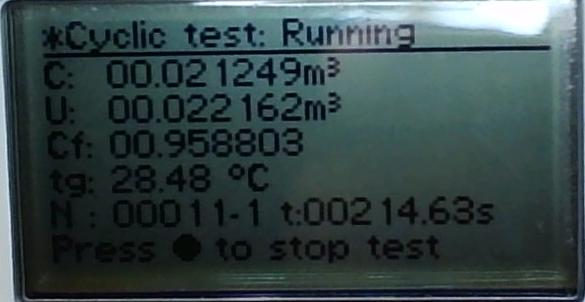 *Cyclic test: Running
C: 00.021249m³
U: 00.022162m³
Cf: 00.958803
tg: 28.48 °C
N : 00011-1 t:00214.63s
Press ● to stop test